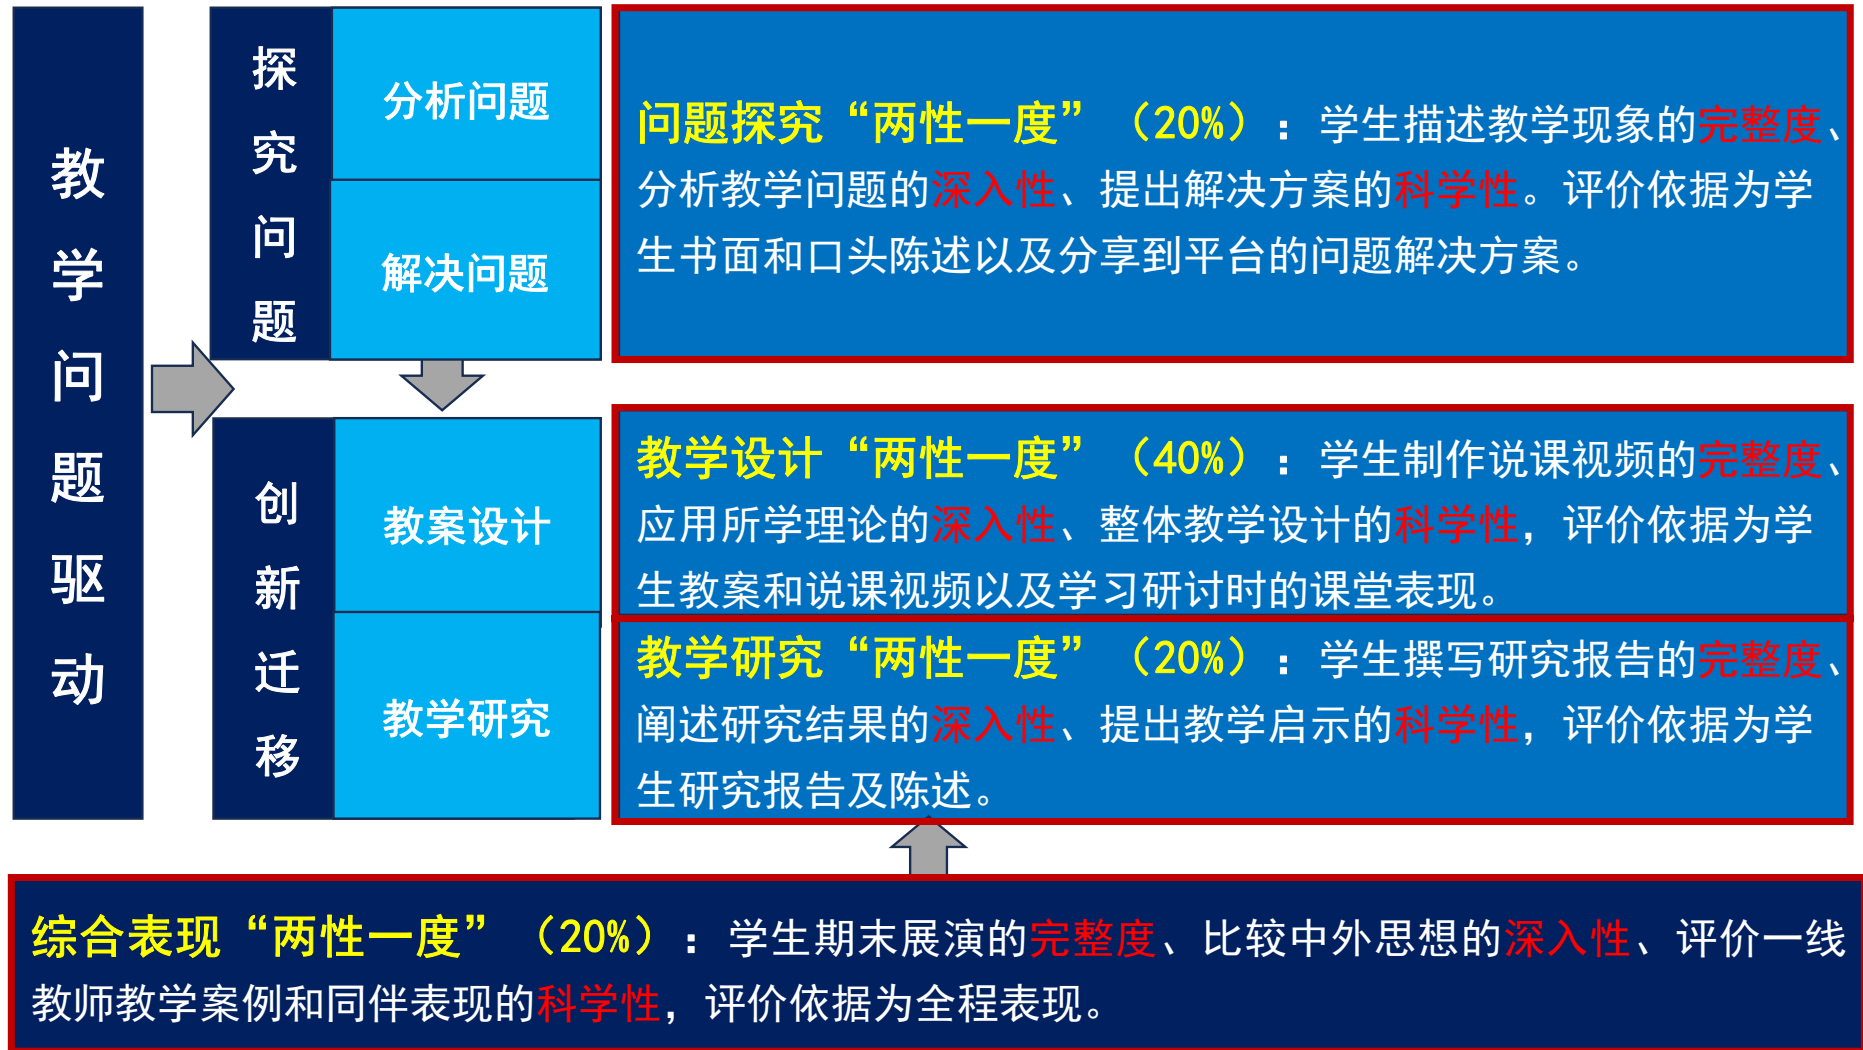 教学问题驱动
探究问题
分析问题
解决问题
问题探究“两性一度”（20%）：学生描述教学现象的完整度、
分析教学问题的深入性、提出解决方案的科学性。评价依据为学
生书面和口头陈述以及分享到平台的问题解决方案。
创新迁移
教案设计
教学研究
教学设计“两性一度”（40%）：学生制作说课视频的完整度、
应用所学理论的深入性、整体教学设计的科学性，评价依据为学
生教案和说课视频以及学习研讨时的课堂表现。
教学研究“两性一度”（20%）：学生撰写研究报告的完整度、
阐述研究结果的深入性、提出教学启示的科学性，评价依据为学
生研究报告及陈述。
综合表现“两性一度”（20%）：学生期末展演的完整度、比较中外思想的深入性、评价一线
教师教学案例和同伴表现的科学性，评价依据为全程表现。